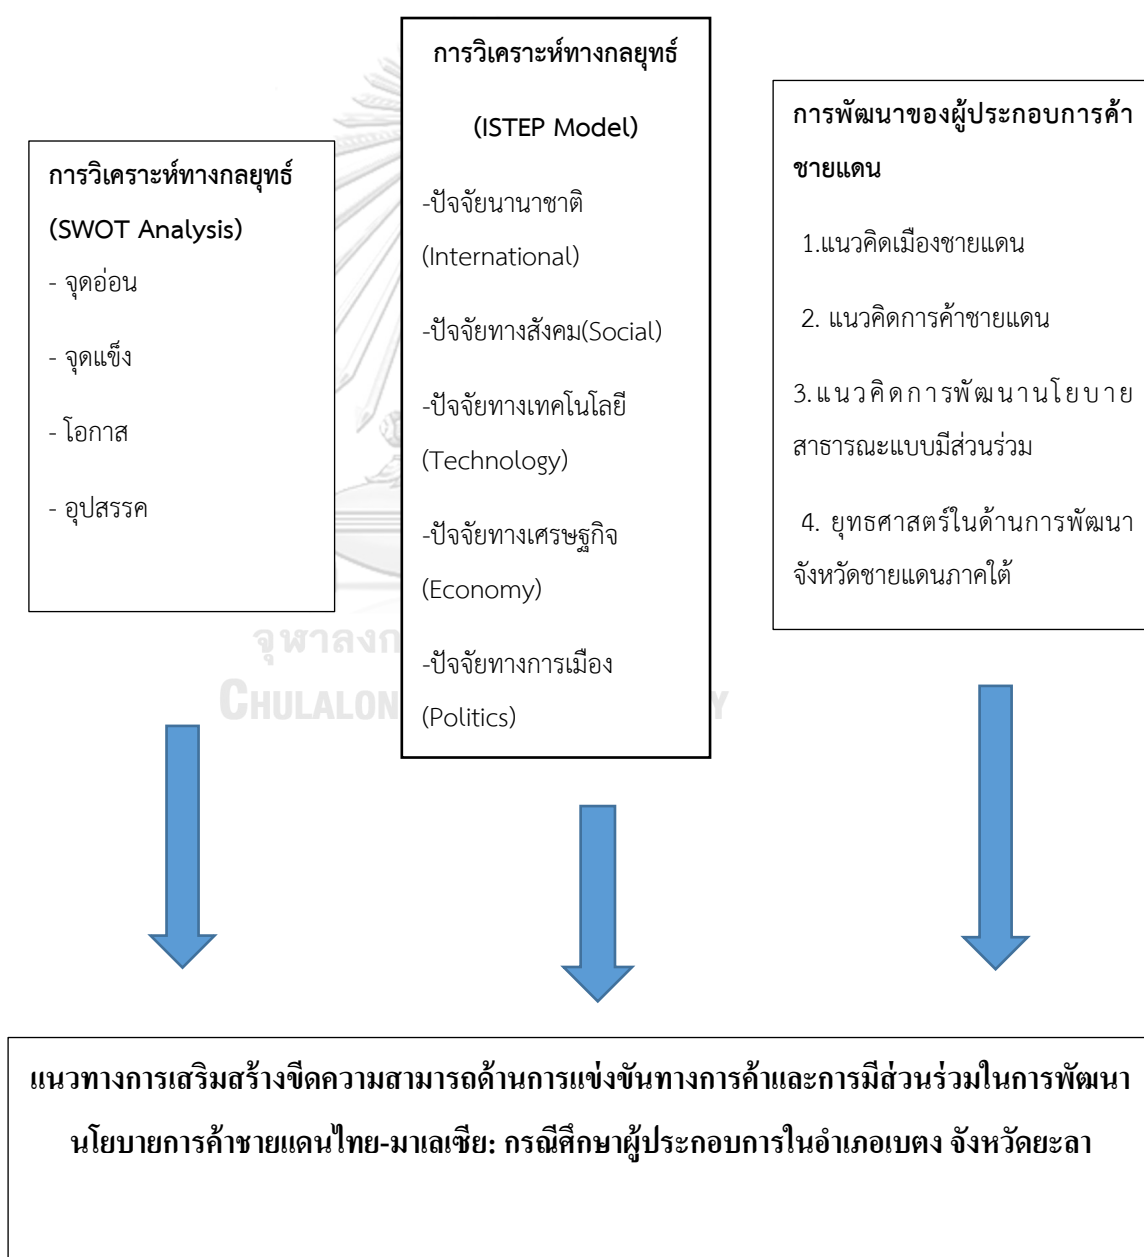 การวิเคราะห์ทางกลยุทธ์
(SWOT Analysis)
- จุดอ่อน
- จุดแข็ง
- โอกาส
- อุปสรรค
การวิเคราะห์ทางกลยุทธ์
(ISTEP Model)
-ปัจจัยนานาชาติ
(International)
-ปัจจัยทางสังคม(Social)
-ปัจจัยทางเทคโนโลยี
(Technology)
-ปัจจัยทางเศรษฐกิจ
(Economy)
-ปัจจัยทางการเมือง
(Politics)
การพัฒนาของผู้ประกอบการค้า
ชายแดน
1.แนวคิดเมืองชายแดน
2. แนวคิดการค้าชายแดน
3.แนวคิดการพัฒนานโยบาย
สาธารณะแบบมีส่วนร่วม
4. ยุทธศาสตร์ในด้านการพัฒนา
จังหวัดชายแดนภาคใต้
จุฬาลงก
CHULALON
Y
แนวทางการเสริมสร้างขีดความสามารถด้านการแข่งขันทางการค้าและการมีส่วนร่วมในการพัฒนา
นโยบายการค้าชายแดนไทย-มาเลเซีย: กรณีศึกษาผู้ประกอบการในอำเภอเบตง จังหวัดยะลา